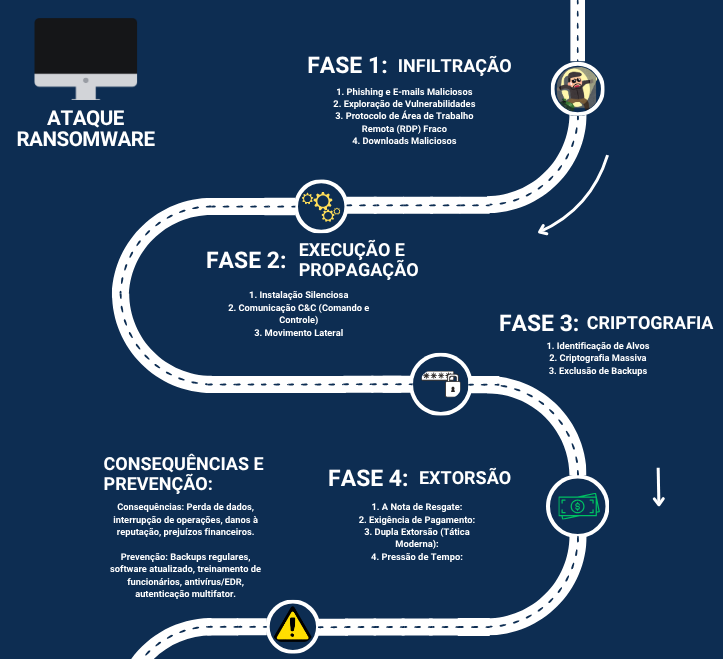 ATAQUE
RANSOMWARE
FASE 1: INFILTRAÇÃO
1. Phishing e E-mails Maliciosos
2. Exploração de Vulnerabilidades
3. Protocolo de Área de Trabalho
Remota (RDP) Fraco
4. Downloads Maliciosos
FASE 2: EXECUÇÃO E
PROPAGAÇÃO
1. Instalação Silenciosa
2. Comunicação C&C (Comando e
Controle)
3. Movimento Lateral
FASE 3: CRIPTOGRAFIA
1. Identificação de Alvos
2. Criptografia Massiva
3. Exclusão de Backups
FASE 4: EXTORSÃO
1. A Nota de Resgate:
2. Exigência de Pagamento:
3. Dupla Extorsão (Tática
Moderna):
4. Pressão de Tempo:
CONSEQUÊNCIAS E
PREVENÇÃO:
Consequências: Perda de dados,
interrupção de operações, danos à
reputação, prejuízos financeiros.
Prevenção: Backups regulares,
software atualizado, treinamento de
funcionários, antivírus/EDR,
autenticação multifator.